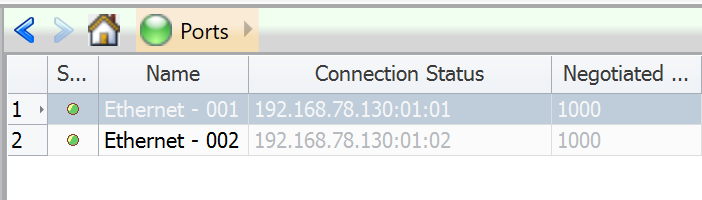 Ports
S... Name Connection Status Negotiated ...
1 Ethernet - 001 192.168.78.130:01:01 1000
2 Ethernet - 002 192.168.78.130:01:02 1000